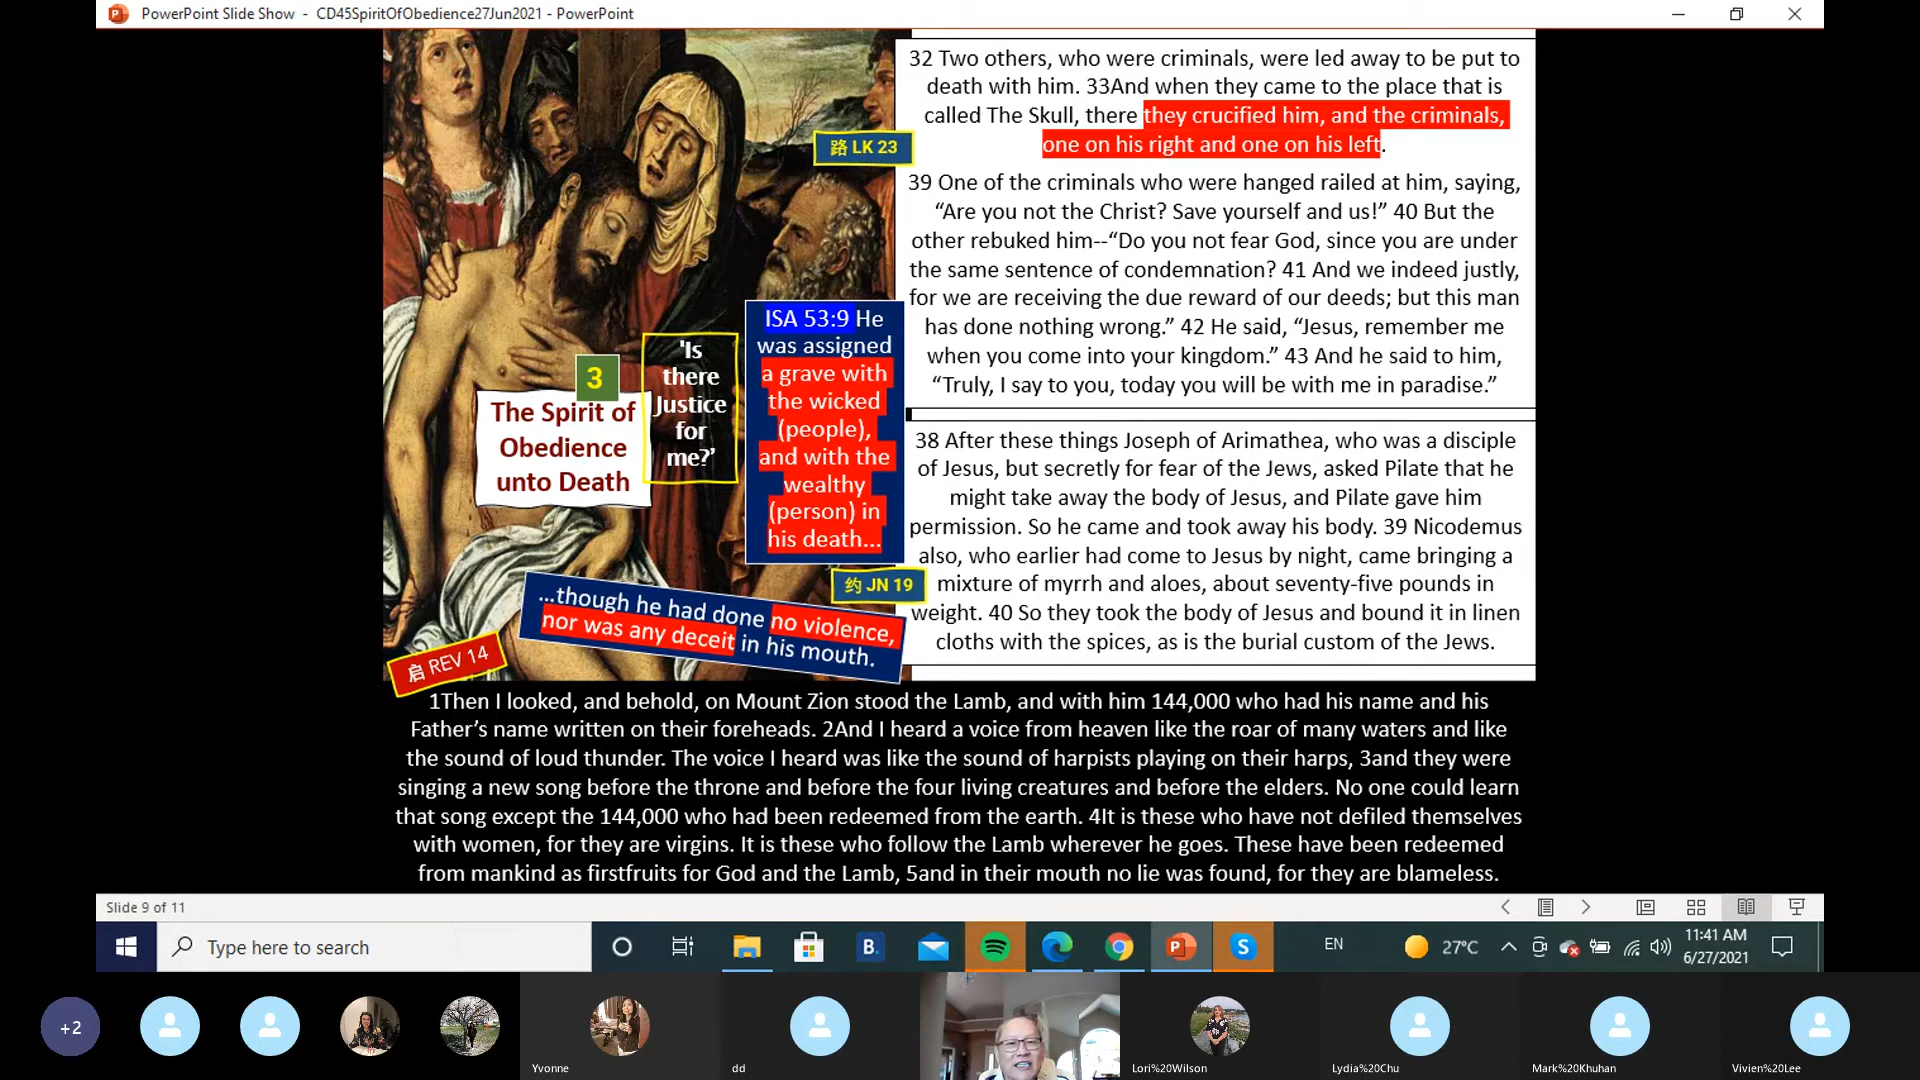 PowerPoint Slide Show - CD45SpiritOfObedience27Jun2021 - PowerPoint
32 Two others, who were criminals, were led away to be put to
death with him. 33And when they came to the place that is
called The Skull, there they crucified him, and the criminals,
one on his right and one on his left.
路 LK 23
39 One of the criminals who were hanged railed at him, saying,
“Are you not the Christ? Save yourself and us!” 40 But the
other rebuked him--“Do you not fear God, since you are under
the same sentence of condemnation? 41 And we indeed justly,
for we are receiving the due reward of our deeds; but this man
has done nothing wrong.” 42 He said, “Jesus, remember me
when you come into your kingdom.” 43 And he said to him,
“Truly, I say to you, today you will be with me in paradise.”
3
The Spirit of
Obedience
unto Death
'Is
there
Justice
for
me?’
ISA 53:9 He
was assigned
a grave with
the wicked
(people),
and with the
wealthy
(person) in
his death...
...though he had done no violence,
nor was any deceit in his mouth.
约 JN 19
38 After these things Joseph of Arimathea, who was a disciple
of Jesus, but secretly for fear of the Jews, asked Pilate that he
might take away the body of Jesus, and Pilate gave him
permission. So he came and took away his body. 39 Nicodemus
also, who earlier had come to Jesus by night, came bringing a
mixture of myrrh and aloes, about seventy-five pounds in
weight. 40 So they took the body of Jesus and bound it in linen
cloths with the spices, as is the burial custom of the Jews.
启 REV 14
1Then I looked, and behold, on Mount Zion stood the Lamb, and with him 144,000 who had his name and his
Father’s name written on their foreheads. 2And I heard a voice from heaven like the roar of many waters and like
the sound of loud thunder. The voice I heard was like the sound of harpists playing on their harps, 3and they were
singing a new song before the throne and before the four living creatures and before the elders. No one could learn
that song except the 144,000 who had been redeemed from the earth. 4It is these who have not defiled themselves
with women, for they are virgins. It is these who follow the Lamb wherever he goes. These have been redeemed
from mankind as firstfruits for God and the Lamb, 5and in their mouth no lie was found, for they are blameless.
Slide 9 of 11
Type here to search
B.
EN
27°C
11:41 AM
6/27/2021
+2
Yvonne
dd
Lori%20Wilson
Lydia%20Chu
Mark%20Khuhan
Vivien%20Lee